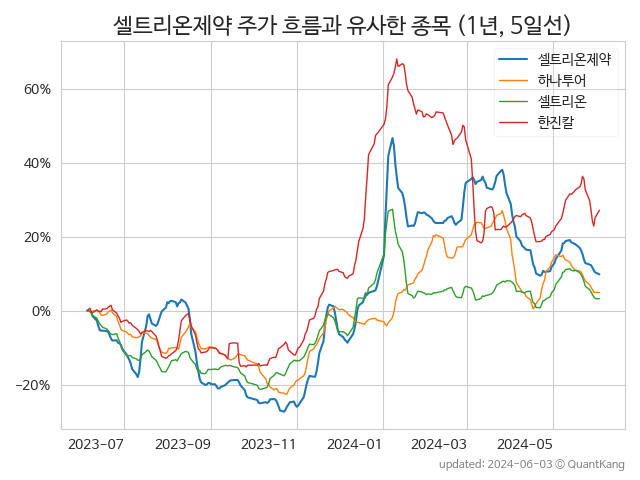 셀트리온제약 주가 흐름과 유사한 종목 (1년, 5일선)
셀트리온제약
하나투어
셀트리온
한진칼
60%
40%
20%
0%
−20%
2023-07 2023-09 2023-11 2024-01 2024-03 2024-05
updated: 2024-06-03 © QuantKang